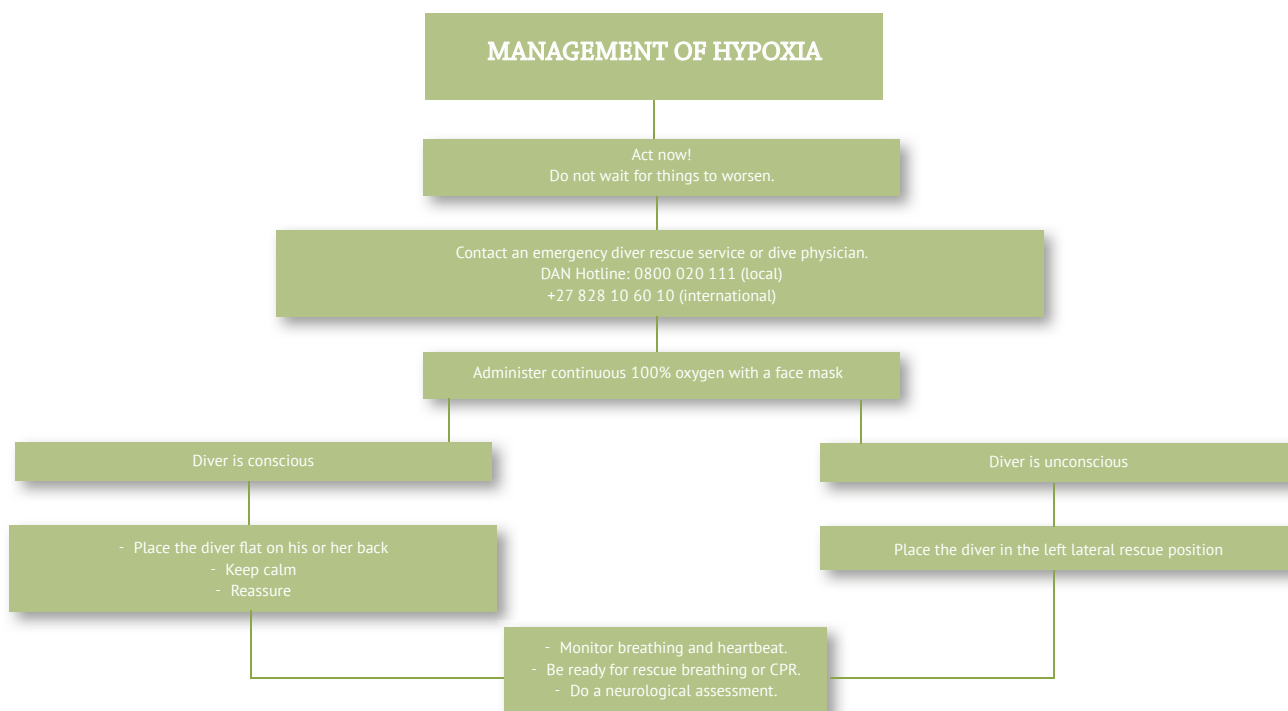 MANAGEMENT OF HYPOXIA
Act now!
Do not wait for things to worsen.
Contact an emergency diver rescue service or dive physician.
DAN Hotline: 0800 020 111 (local)
+27 828 10 60 10 (international)
Administer continuous 100% oxygen with a face mask
Diver is conscious
Diver is unconscious
- Place the diver flat on his or her back
- Keep calm
- Reassure
Place the diver in the left lateral rescue position
- Monitor breathing and heartbeat.
- Be ready for rescue breathing or CPR.
- Do a neurological assessment.